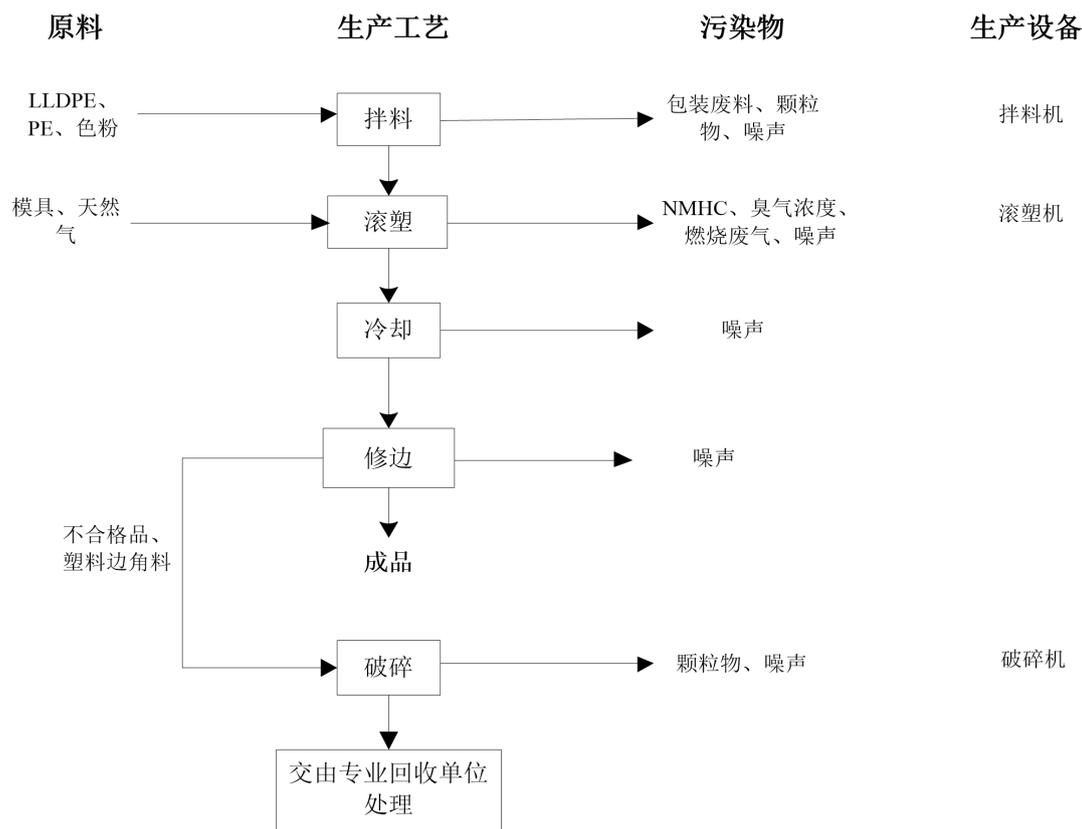 原料 生产工艺 污染物 生产设备
LLDPE、
PE、色粉
拌料
包装废料、颗粒
物、噪声
拌料机
模具、天然
气
滚塑
NMHC、臭气浓度、
燃烧废气、噪声
滚塑机
冷却
噪声
修边
噪声
不合格品、
塑料边角料
成品
破碎
颗粒物、噪声
破碎机
交由专业回收单位
处理